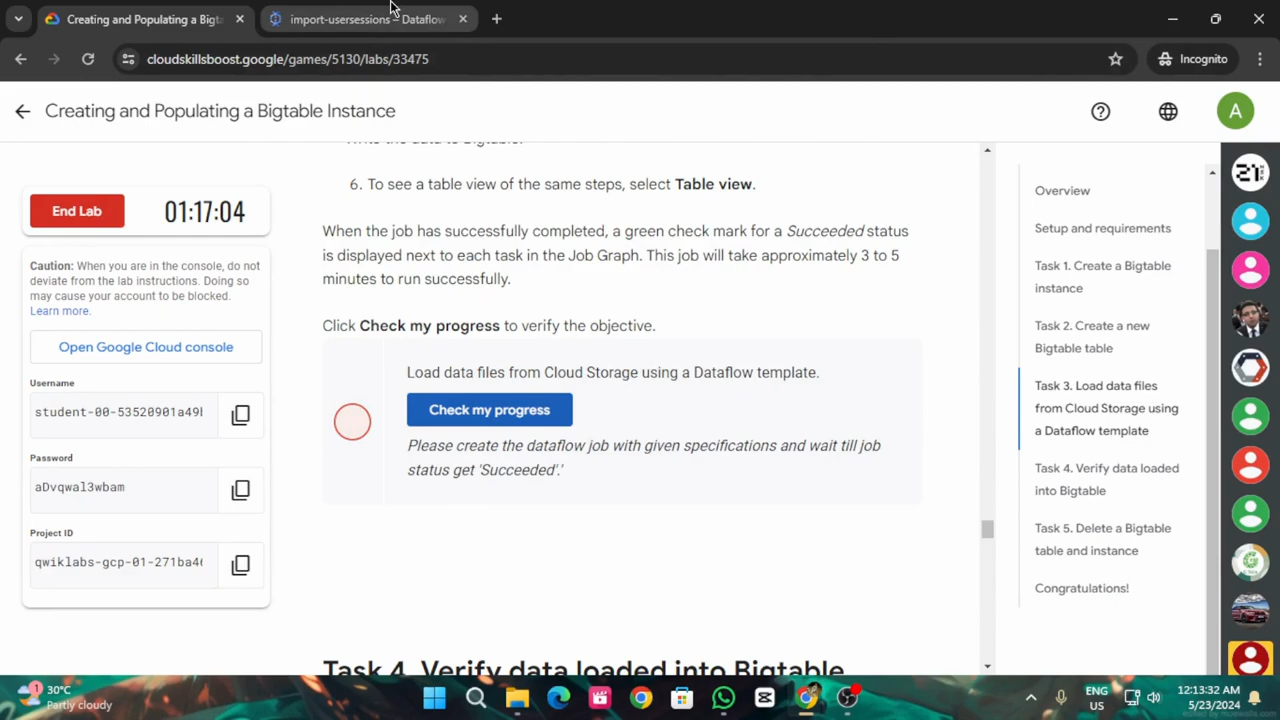 Creating and Populating a Bigta
import-usersessions – Dataflow
cloudskillsboost.google/games/5130/labs/33475
Incognito
Creating and Populating a Bigtable Instance
A
End Lab
01:17:04
Caution: When you are in the console, do not
deviate from the lab instructions. Doing so
may cause your account to be blocked.
Learn more.
Open Google Cloud console
Username
student-00-53520901a49
Password
aDvqwal3wbam
Project ID
qwiklabs-gcp-01-271ba4
6. To see a table view of the same steps, select Table view.
When the job has successfully completed, a green check mark for a Succeeded status
is displayed next to each task in the Job Graph. This job will take approximately 3 to 5
minutes to run successfully.
Click Check my progress to verify the objective.
Load data files from Cloud Storage using a Dataflow template.
Check my progress
Please create the dataflow job with given specifications and wait till job
status get 'Succeeded'.'
Task 4. Verify data loaded into Bigtable
Overview
Setup and requirements
Task 1. Create a Bigtable
instance
Task 2. Create a new
Bigtable table
Task 3. Load data files
from Cloud Storage using
a Dataflow template
Task 4. Verify data loaded
into Bigtable
Task 5. Delete a Bigtable
table and instance
Congratulations!
21
1
30°C
Partly cloudy
ENG
US
12:13:32 AM
5/23/2024